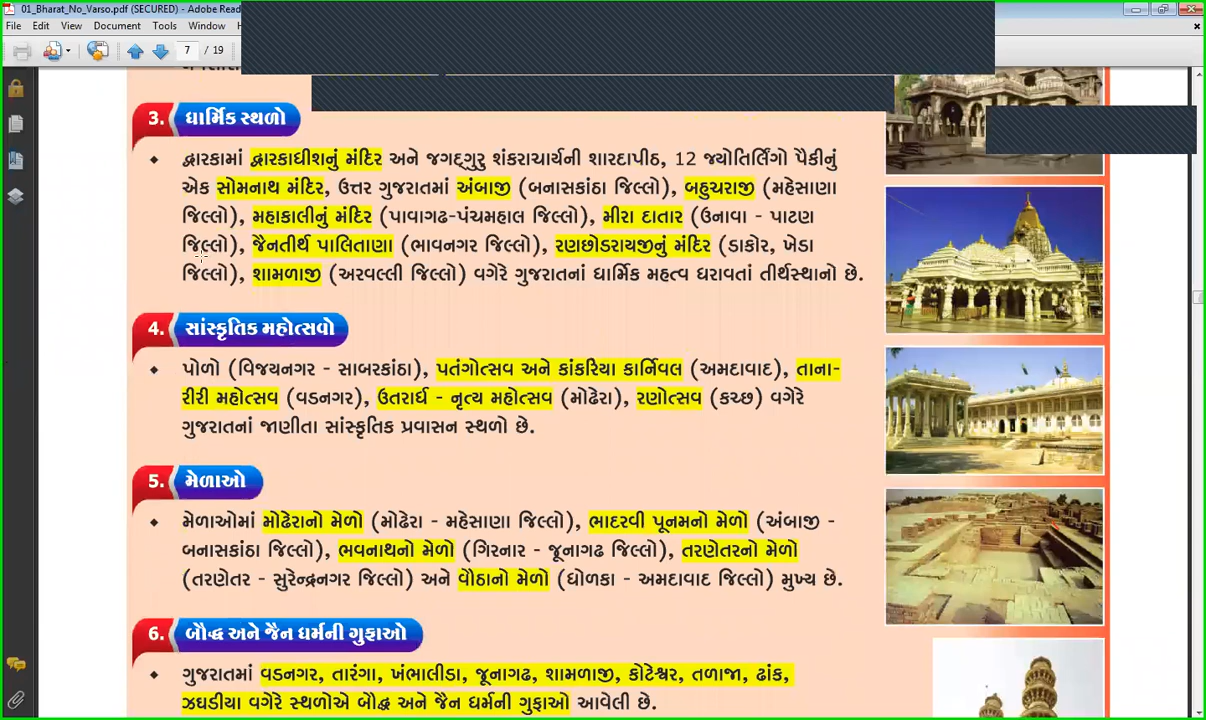 01_Bharat_No_Varso.pdf (SECURED) - Adobe Read
File Edit View Document Tools Window
7 / 19
3. ધાર્મિક સ્થળો
દ્વારકામાં દ્વારકાધીશનું મંદિર અને જગદ્‌ગુરુ શંકરાચાર્યની શારદાપીઠ, 12 જ્યોતિર્લિંગો પૈકીનું
એક સોમનાથ મંદિર, ઉત્તર ગુજરાતમાં અંબાજી (બનાસકાંઠા જિલ્લો), બહુચરાજી (મહેસાણા
જિલ્લો), મહાકાલીનું મંદિર (પાવાગઢ-પંચમહાલ જિલ્લો), મીરા દાતાર (ઉનાવા - પાટણ
જિલ્લો), જૈનતીર્થ પાલિતાણા (ભાવનગર જિલ્લો), રણછોડરાયજીનું મંદિર (ડાકોર, ખેડા
જિલ્લો), શામળાજી (અરવલ્લી જિલ્લો) વગેરે ગુજરાતનાં ધાર્મિક મહત્વ ધરાવતાં તીર્થસ્થાનો છે.
4. સાંસ્કૃતિક મહોત્સવો
પોળો (વિજયનગર - સાબરકાંઠા), પતંગોત્સવ અને કાંકરિયા કાર્નિવલ (અમદાવાદ), તાના-
રીરી મહોત્સવ (વડનગર), ઉતરાર્ધ - નૃત્ય મહોત્સવ (મોઢેરા), રણોત્સવ (કચ્છ) વગેરે
ગુજરાતનાં જાણીતા સાંસ્કૃતિક પ્રવાસન સ્થળો છે.
5. મેળાઓ
મેળાઓમાં મોઢેરાનો મેળો (મોઢેરા - મહેસાણા જિલ્લો), ભાદરવી પૂનમનો મેળો (અંબાજી -
બનાસકાંઠા જિલ્લો), ભવનાથનો મેળો (ગિરનાર - જૂનાગઢ જિલ્લો), તરણેતરનો મેળો
(તરણેતર - સુરેન્દ્રનગર જિલ્લો) અને વૌઠાનો મેળો (ધોળકા - અમદાવાદ જિલ્લો) મુખ્ય છે.
6. બૌદ્ધ અને જૈન ધર્મની ગુફાઓ
ગુજરાતમાં વડનગર, તારંગા, ખંભાલીડા, જૂનાગઢ, શામળાજી, કોટેશ્વર, તળાજા, ઢાંક,
ઝઘડીયા વગેરે સ્થળોએ બૌદ્ધ અને જૈન ધર્મની ગુફાઓ આવેલી છે.